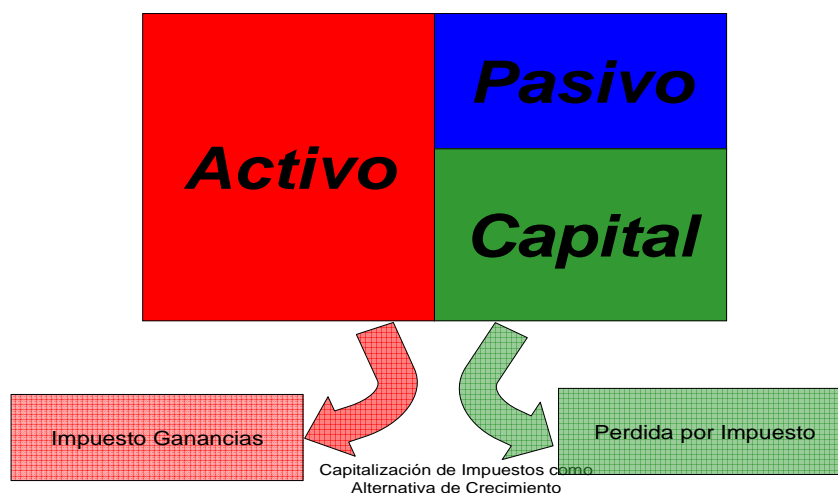 Activo
Pasivo
Capital
Impuesto Ganancias
Perdida por Impuesto
Capitalización de Impuestos como
Alternativa de Crecimiento